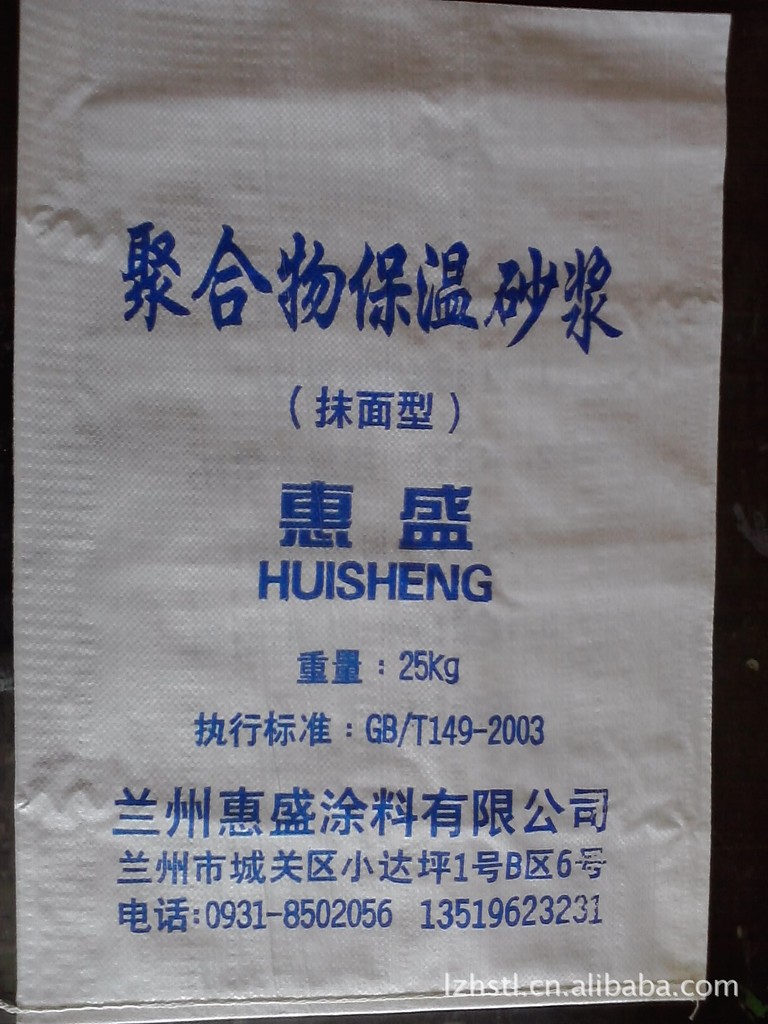 聚合物保温砂浆
（抹面型）
惠盛
HUISHENG
重量：25Kg
执行标准：GB/T149-2003
兰州惠盛涂料有限公司
兰州市城关区小达坪1号B区6号
电话:0931-8502056 13519623231
lzhstl.cn.alibaba.com